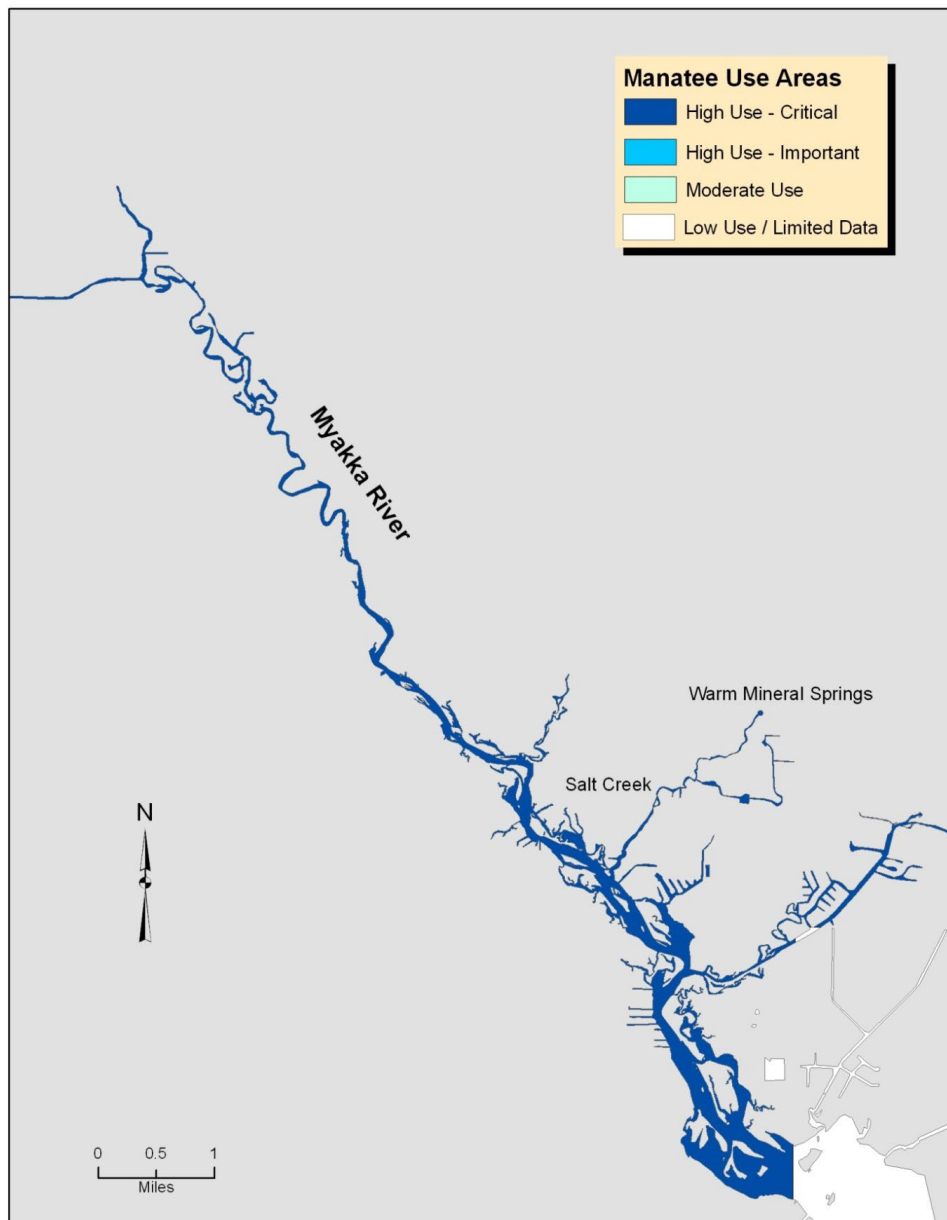 Manatee Use Areas
High Use - Critical
High Use - Important
Moderate Use
Low Use / Limited Data
Myakka River
Warm Mineral Springs
Salt Creek
N
0 0.5 1
Miles